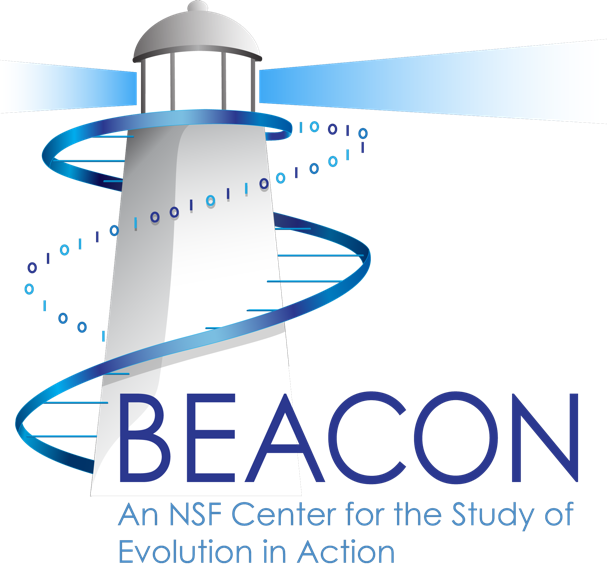 BEACON
An NSF Center for the Study of
Evolution in Action